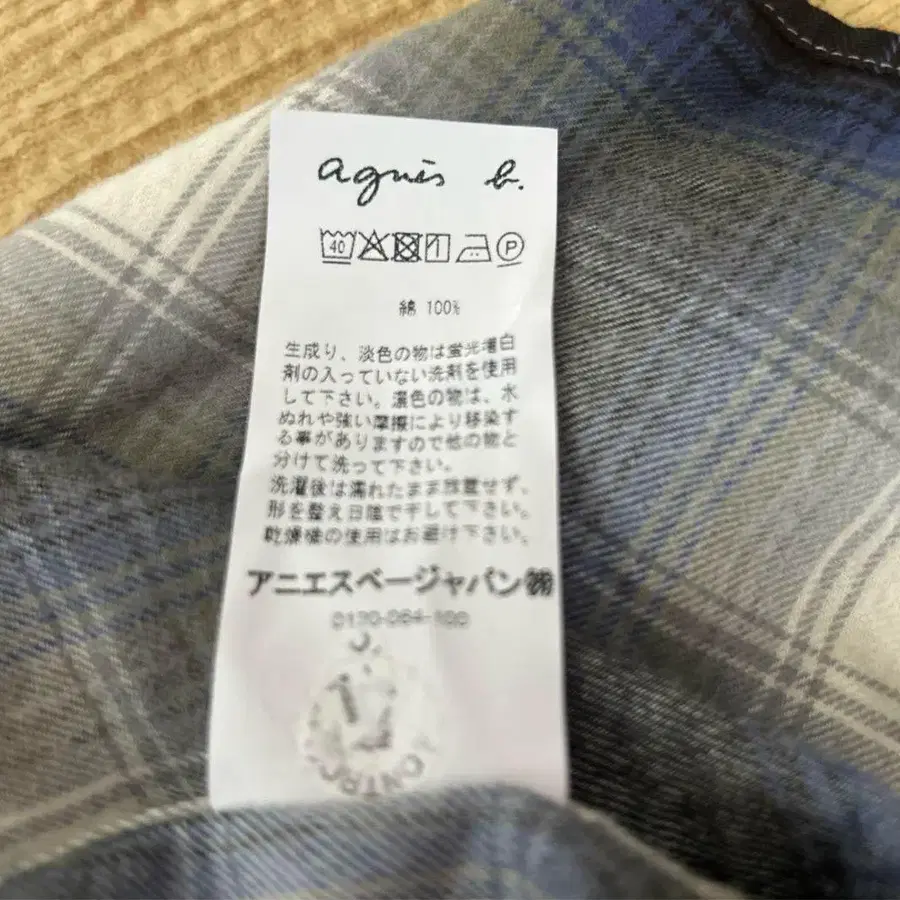 agnès b.
40 P
綿 100%
生成り、淡色の物は蛍光増白
剤の入っていない洗剤を使用
して下さい。濃色の物は、水
ぬれや強い摩擦により移染す
る事がありますので他の物と
分けて洗って下さい。
洗濯後は濡れたまま放置せず、
形を整え日陰で干して下さい。
乾燥機の使用はお避け下さい。
アニエスベージャパン㈱
0120-064-100